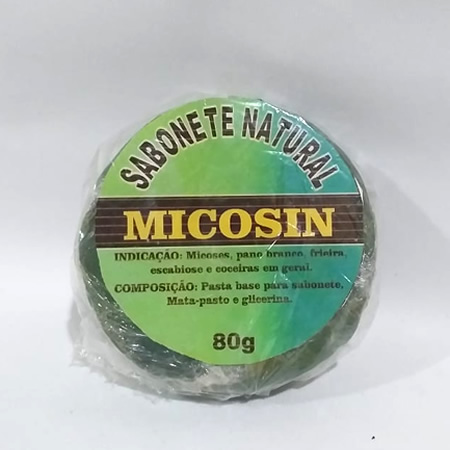 SABONETE NATURAL
MICOSIN
INDICAÇÃO: Micoses, pano branco, frieira,
escabiose e coceiras em geral.
COMPOSIÇÃO: Pasta base para sabonete,
Mata-pasto e glicerina.
80g